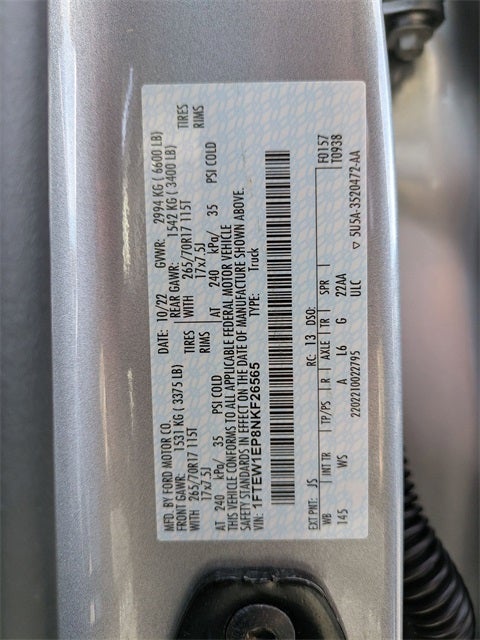 MFD. BY FORD MOTOR CO.
DATE: 10/22 GVWR: 2994 KG ( 6600 LB)
FRONT GAWR: 1531 KG ( 3375 LB) REAR GAWR: 1542 KG ( 3400 LB)
WITH 265/70R17 115T TIRES WITH 265/70R17 115T TIRES
17x7.5J RIMS 17x7.5J RIMS
AT 240 kPa/ 35 PSI COLD AT 240 kPa/ 35 PSI COLD
THIS VEHICLE CONFORMS TO ALL APPLICABLE FEDERAL MOTOR VEHICLE
SAFETY STANDARDS IN EFFECT ON THE DATE OF MANUFACTURE SHOWN ABOVE.
VIN: 1FTEW1EP8NKF26565 TYPE: Truck
F0157
EXT PNT: JS RC: 13 DSO: T0938
WB INT TR TP/PS R AXLE TR SPR
145 WS A L6 G 22AA
ULC
2202210022795
▽ 5U5A-3520472-AA